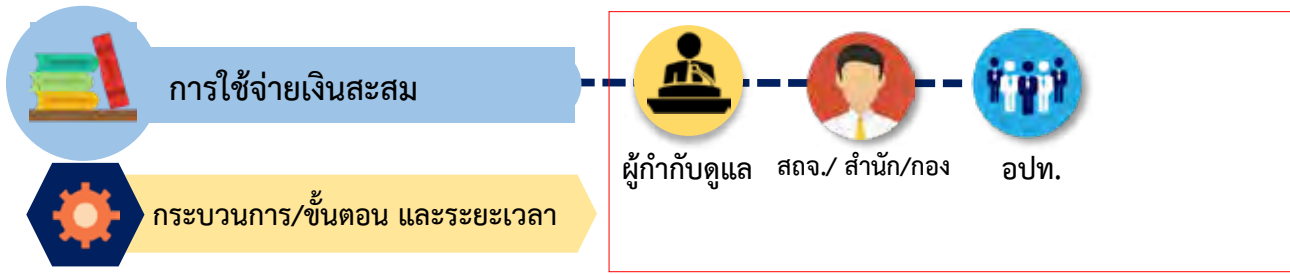 การใช้จ่ายเงินสะสม
ผู้กำกับดูแล
สถจ./ สำนัก/กอง
อปท.
กระบวนการ/ขั้นตอน และระยะเวลา